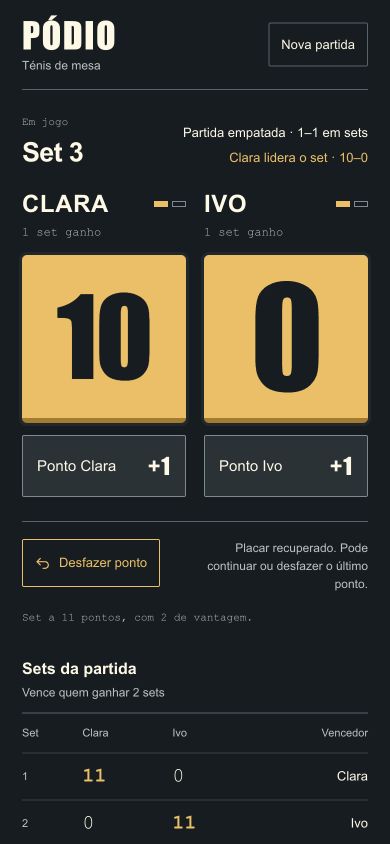 PÓDIO
Ténis de mesa
Nova partida
Em jogo
Set 3
Partida empatada · 1–1 em sets
Clara lidera o set · 10–0
CLARA
1 set ganho
IVO
1 set ganho
10
0
Ponto Clara +1
Ponto Ivo +1
Desfazer ponto
Placar recuperado. Pode
continuar ou desfazer o último
ponto.
Set a 11 pontos, com 2 de vantagem.
Sets da partida
Vence quem ganhar 2 sets
Set Clara Ivo Vencedor
1 11 0 Clara
2 0 11 Ivo